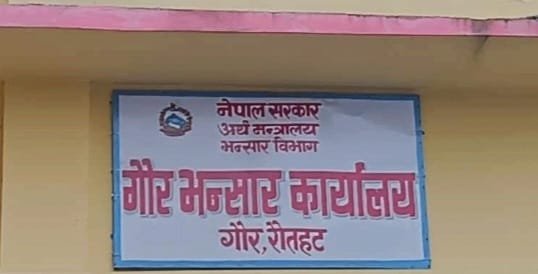 नेपाल सरकार
अर्थ मन्त्रालय
भन्सार विभाग
गौर भन्सार कार्यालय
गौर, रौतहट